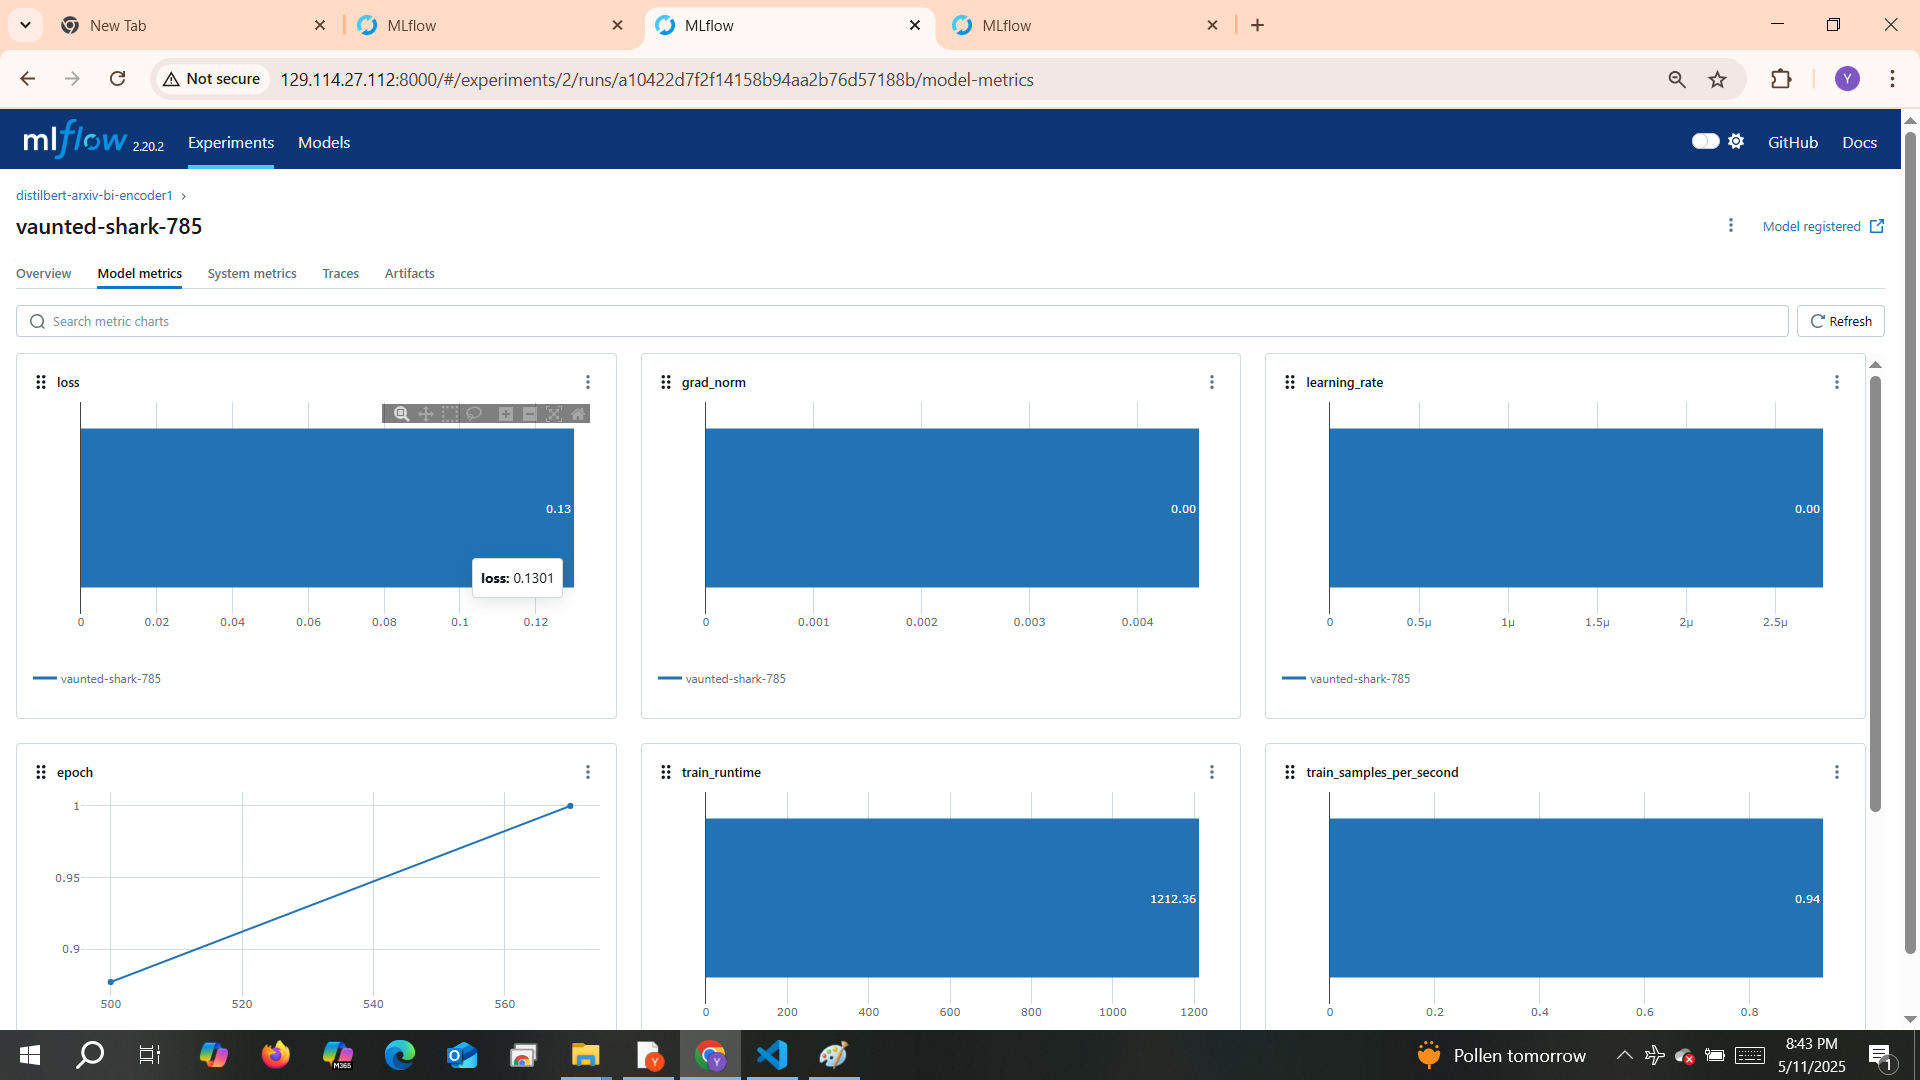 New Tab
MLflow
MLflow
MLflow
Not secure
129.114.27.112:8000/#/experiments/2/runs/a10422d7f2f14158b94aa2b76d57188b/model-metrics
Y
mlflow 2.20.2
Experiments
Models
GitHub
Docs
distilbert-arxiv-bi-encoder1 ›
vaunted-shark-785
Model registered
Overview
Model metrics
System metrics
Traces
Artifacts
Search metric charts
Refresh
loss
0.13
loss: 0.1301
0 0.02 0.04 0.06 0.08 0.1 0.12
vaunted-shark-785
grad_norm
0.00
0 0.001 0.002 0.003 0.004
vaunted-shark-785
learning_rate
0.00
0 0.5μ 1μ 1.5μ 2μ 2.5μ
vaunted-shark-785
epoch
1
0.95
0.9
500 520 540 560
train_runtime
1212.36
0 200 400 600 800 1000 1200
train_samples_per_second
0.94
0 0.2 0.4 0.6 0.8
M365
Y
Y
Pollen tomorrow
8:43 PM
5/11/2025
1